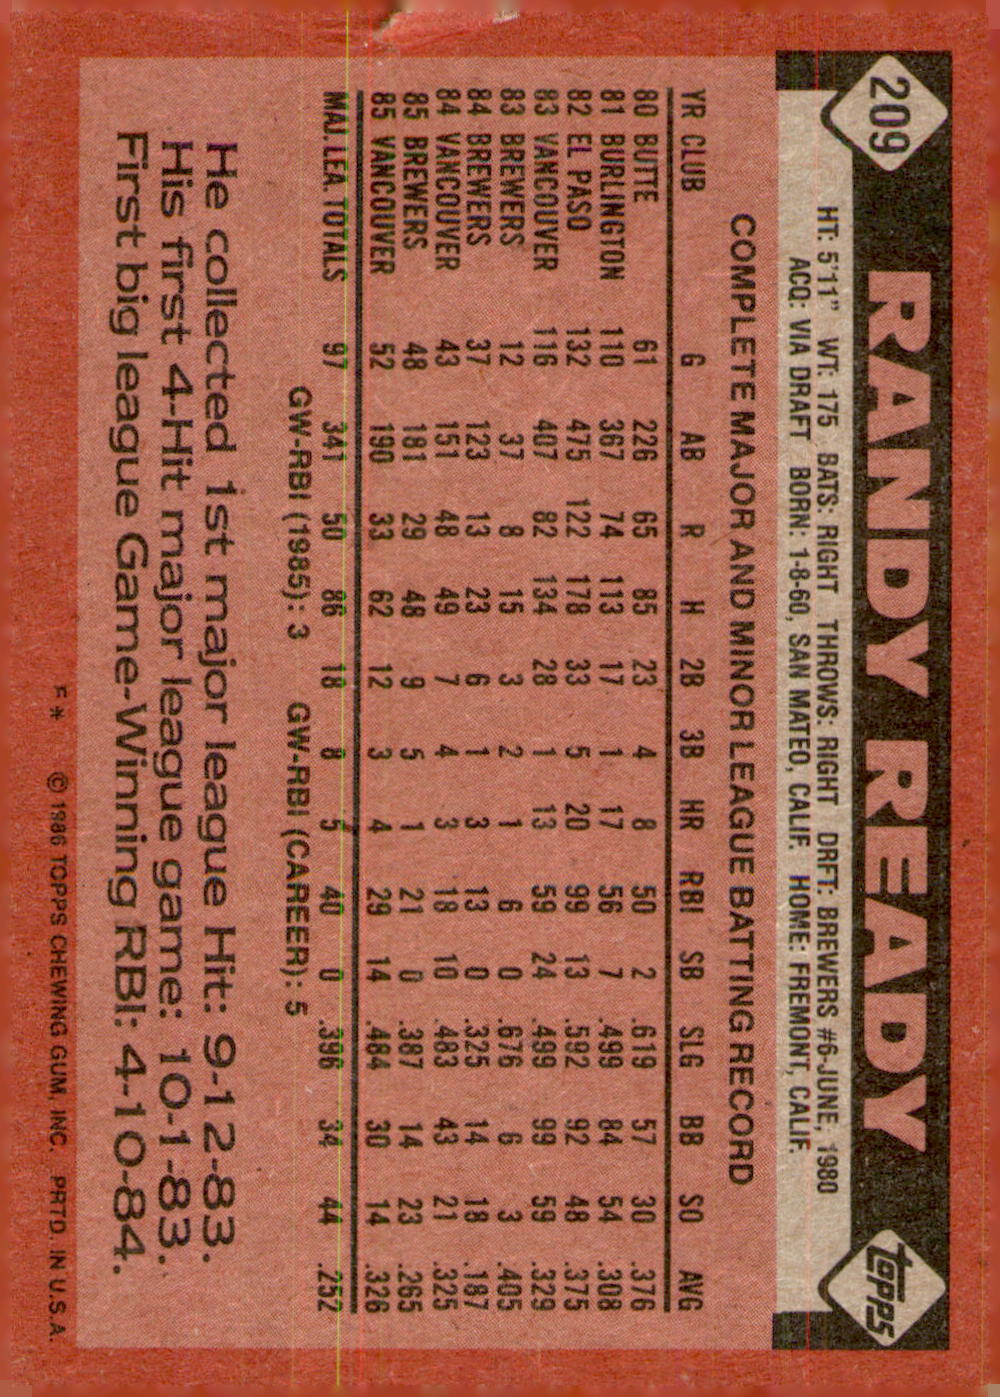 209
RANDY READY
topps
HT: 5'11" WT: 175 BATS: RIGHT THROWS: RIGHT DRFT: BREWERS #6-JUNE, 1980
ACQ: VIA DRAFT BORN: 1-8-60, SAN MATEO, CALIF. HOME: FREMONT, CALIF.
COMPLETE MAJOR AND MINOR LEAGUE BATTING RECORD
YR CLUB G AB R H 2B 3B HR RBI SB SLG BB SO AVG
80 BUTTE 61 226 65 85 23 4 8 50 2 .619 57 30 .376
81 BURLINGTON 110 367 74 113 17 1 17 56 7 .499 84 54 .308
82 EL PASO 132 475 122 178 33 5 20 99 13 .592 92 48 .375
83 VANCOUVER 116 407 82 134 28 1 13 59 24 .499 99 59 .329
83 BREWERS 12 37 8 15 3 2 1 6 0 .676 6 3 .405
84 BREWERS 37 123 13 23 6 1 3 13 0 .325 14 18 .187
84 VANCOUVER 43 151 48 49 7 4 3 18 10 .483 43 21 .325
85 BREWERS 48 181 29 48 9 5 1 21 0 .387 14 23 .265
85 VANCOUVER 52 190 33 62 12 3 4 29 14 .484 30 14 .326
MAJ. LEA. TOTALS 97 341 50 86 18 8 5 40 0 .396 34 44 .252
GW-RBI (1985): 3 GW-RBI (CAREER): 5
He collected 1st major league Hit: 9-12-83.
His first 4-Hit major league game: 10-1-83.
First big league Game-Winning RBI: 4-10-84.
F* © 1986 TOPPS CHEWING GUM, INC. PRTD. IN U.S.A.